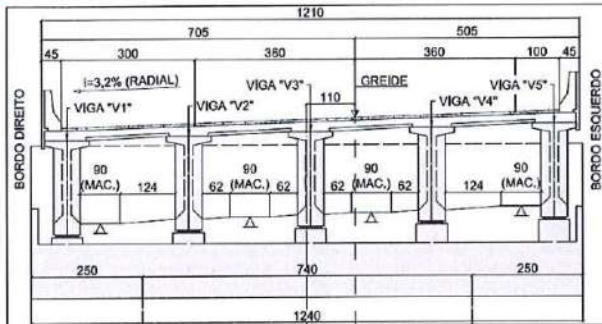 1210
705 505
45 300 360 360 100 45
i=3,2% (RADIAL)
GREIDE
VIGA "V1"
VIGA "V2"
VIGA "V3"
110
VIGA "V4"
VIGA "V5"
BORDO DIREITO
BORDO ESQUERDO
90 90 90 90
(MAC.) (MAC.) (MAC.) (MAC.)
124 62 62 62 62 124
250 740 250
1240